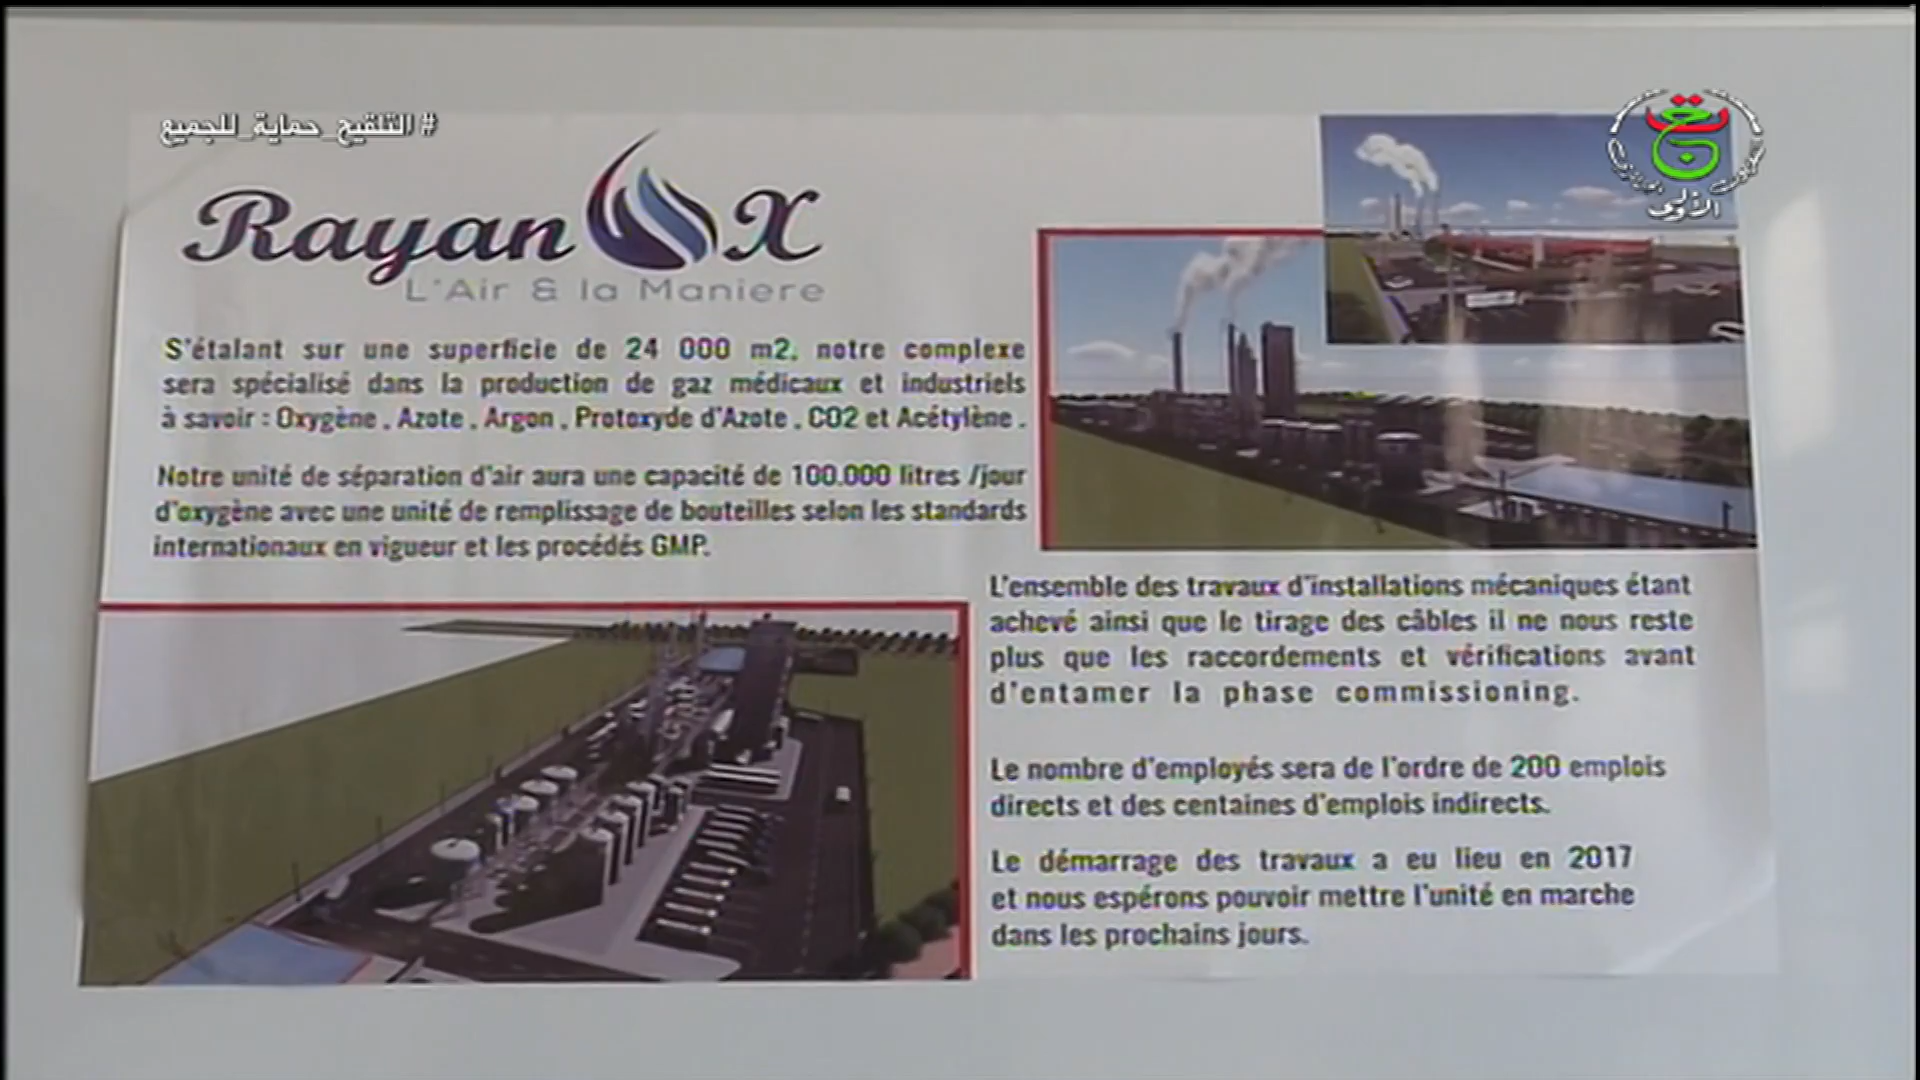 # التلقيح_حماية_للجميع
الأولى
Rayan X
L'Air & la Maniere
S'étalant sur une superficie de 24 000 m2, notre complexe
sera spécialisé dans la production de gaz médicaux et industriels
à savoir : Oxygène , Azote , Argon , Protoxyde d'Azote , CO2 et Acétylène .
Notre unité de séparation d'air aura une capacité de 100.000 litres /jour
d'oxygène avec une unité de remplissage de bouteilles selon les standards
internationaux en vigueur et les procédés GMP.
L'ensemble des travaux d'installations mécaniques étant
achevé ainsi que le tirage des câbles il ne nous reste
plus que les raccordements et vérifications avant
d'entamer la phase commissioning.
Le nombre d'employés sera de l'ordre de 200 emplois
directs et des centaines d'emplois indirects.
Le démarrage des travaux a eu lieu en 2017
et nous espérons pouvoir mettre l'unité en marche
dans les prochains jours.